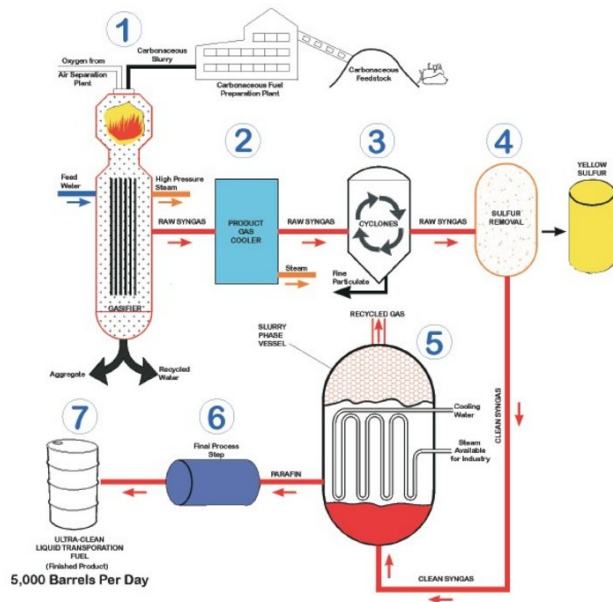 1
Oxygen from
Air Separation
Plant
Carbonaceous
Slurry
Carbonaceous Fuel
Preparation Plant
Carbonaceous
Feedstock
Feed
Water
High Pressure
Steam
GASIFIER
Aggregate
Recycled
Water
RAW SYNGAS
2
PRODUCT
GAS
COOLER
Steam
RAW SYNGAS
3
CYCLONES
Fine
Particulate
RAW SYNGAS
4
SULFUR
REMOVAL
YELLOW
SULFUR
CLEAN SYNGAS
CLEAN SYNGAS
5
RECYCLED GAS
SLURRY
PHASE
VESSEL
Cooling
Water
Steam
Available
for Industry
PARAFIN
6
Final Process
Step
7
ULTRA-CLEAN
LIQUID TRANSPORATION
FUEL
(Finished Product)
5,000 Barrels Per Day